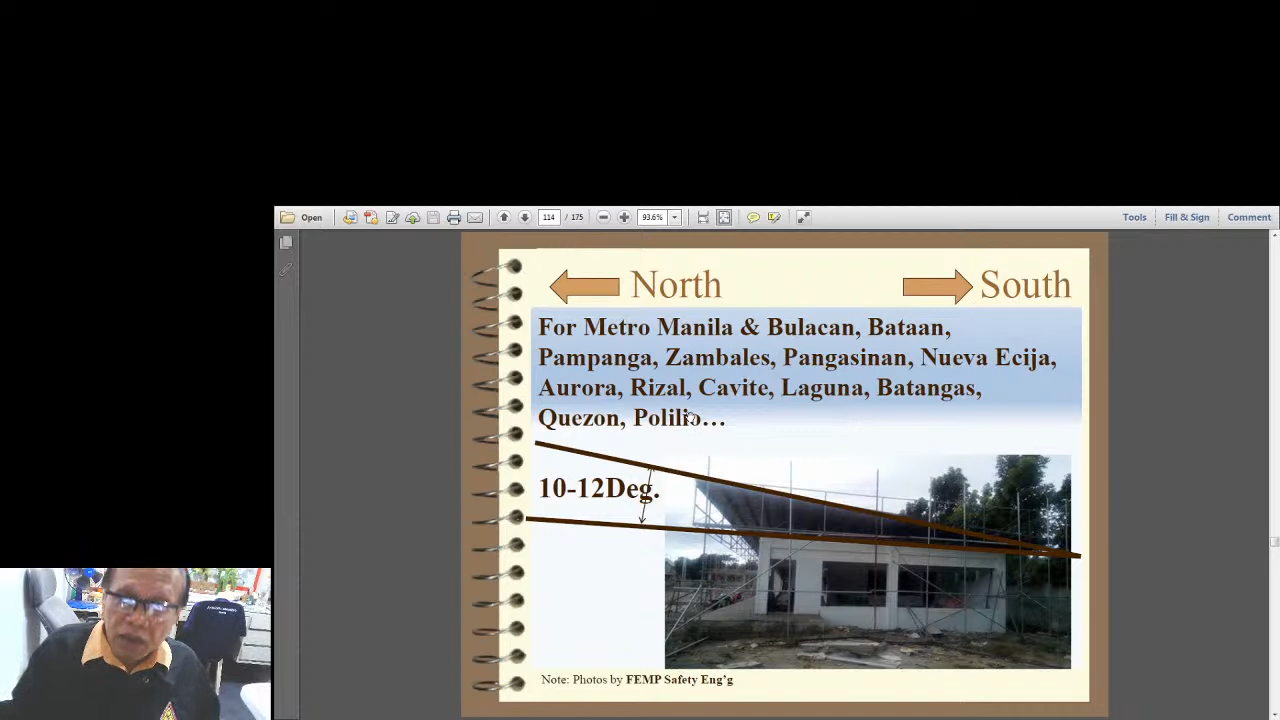 Open
114
/ 175
93.6%
Tools
Fill & Sign
Comment
North
South
For Metro Manila & Bulacan, Bataan,
Pampanga, Zambales, Pangasinan, Nueva Ecija,
Aurora, Rizal, Cavite, Laguna, Batangas,
Quezon, Polilio…
10-12Deg.
Note: Photos by FEMP Safety Eng'g